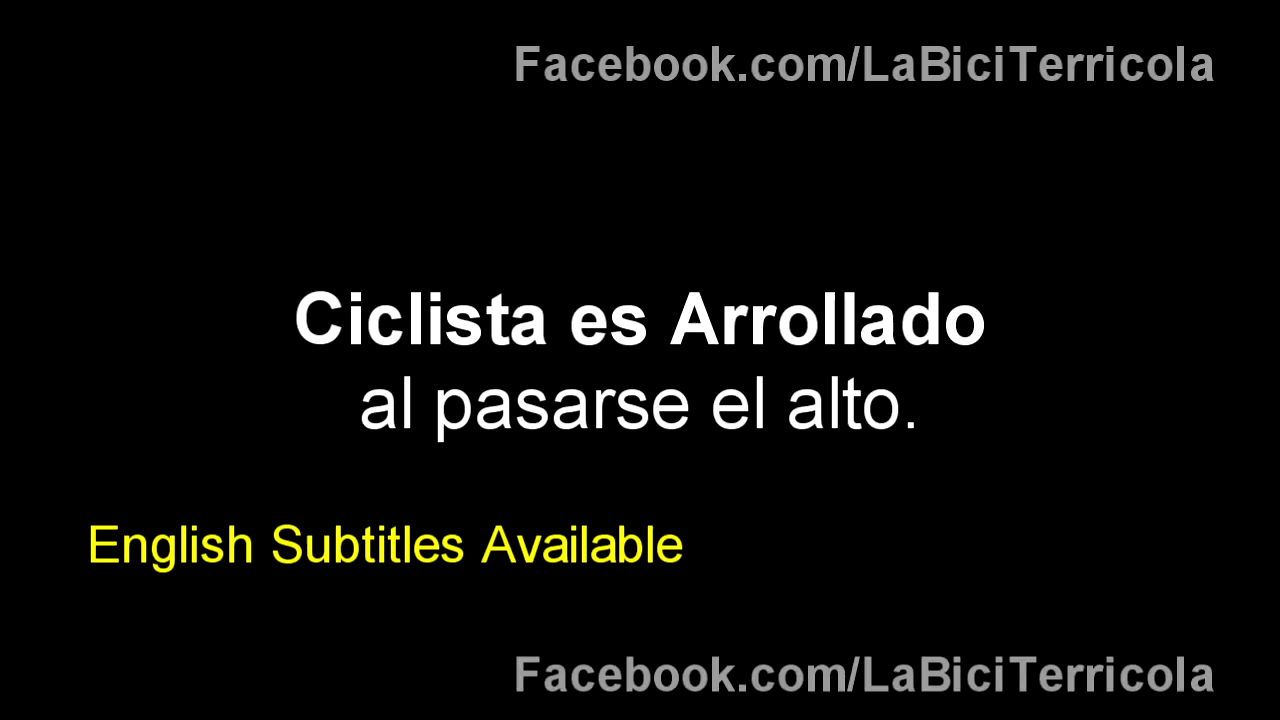 Facebook.com/LaBiciTerricola
Ciclista es Arrollado
al pasarse el alto.
English Subtitles Available
Facebook.com/LaBiciTerricola